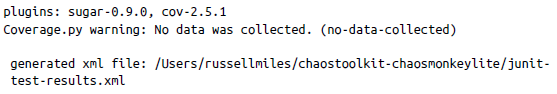 plugins: sugar-0.9.0, cov-2.5.1
Coverage.py warning: No data was collected. (no-data-collected)
generated xml file: /Users/russellmiles/chaostoolkit-chaosmonkeylite/junit-
test-results.xml